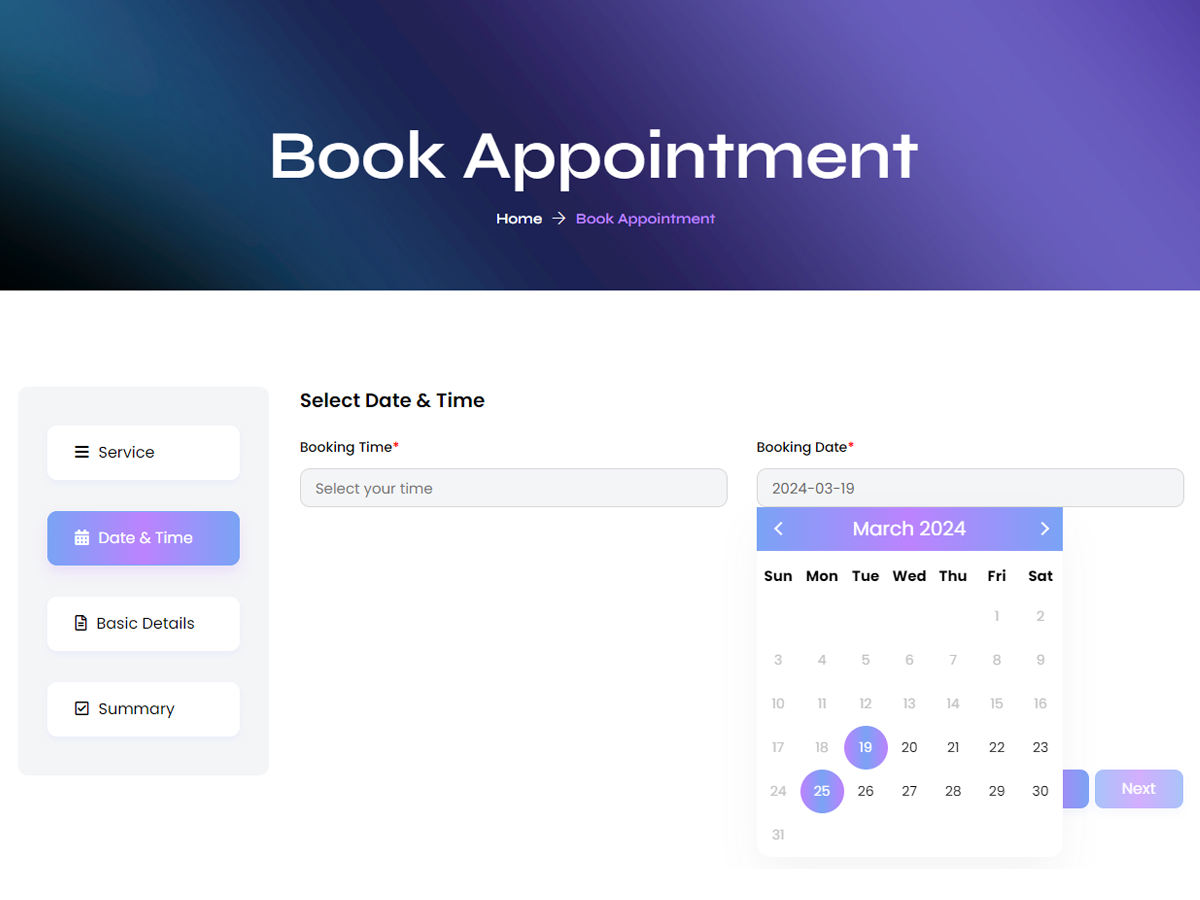 Book Appointment
Home → Book Appointment
Service
Date & Time
Basic Details
Summary
Select Date & Time
Booking Time*
Select your time
Booking Date*
2024-03-19
March 2024
Sun Mon Tue Wed Thu Fri Sat
1 2
3 4 5 6 7 8 9
10 11 12 13 14 15 16
17 18 19 20 21 22 23
24 25 26 27 28 29 30
31
Next